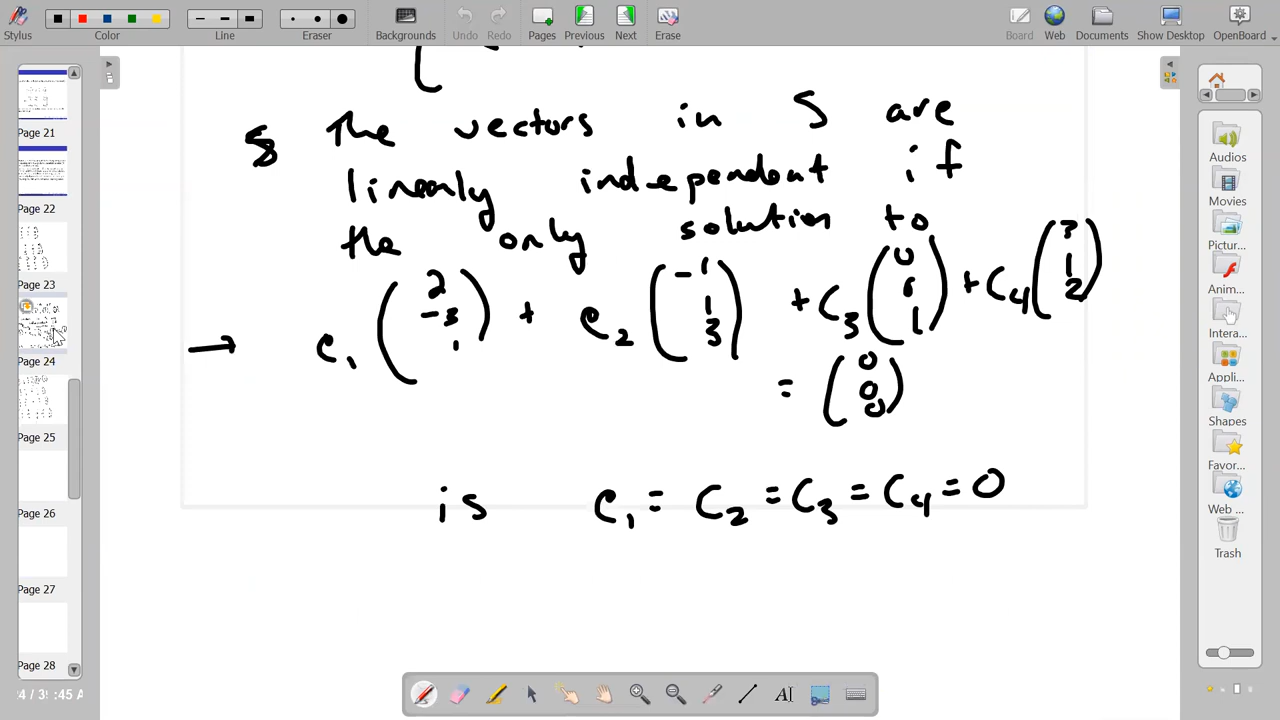 Stylus
Color
Line
Eraser
Backgrounds
Undo
Redo
Pages
Previous
Next
Erase
Board
Web
Documents
Show Desktop
OpenBoard
Page 21
Page 22
Page 23
Page 24
Page 25
Page 26
Page 27
Page 28
4 / 3
:45 A
The vectors in S are
linearly independent if
the only solution to
→ c₁ (2 -3 1) + c₂ (-1 1 3) + c₃ (0 1) + c₄ (1 2)
= (0 0 0)
is c₁ = c₂ = c₃ = c₄ = 0
Audios
Movies
Pictur...
Anim...
Intera...
Appli...
Shapes
Favor...
Web
Trash